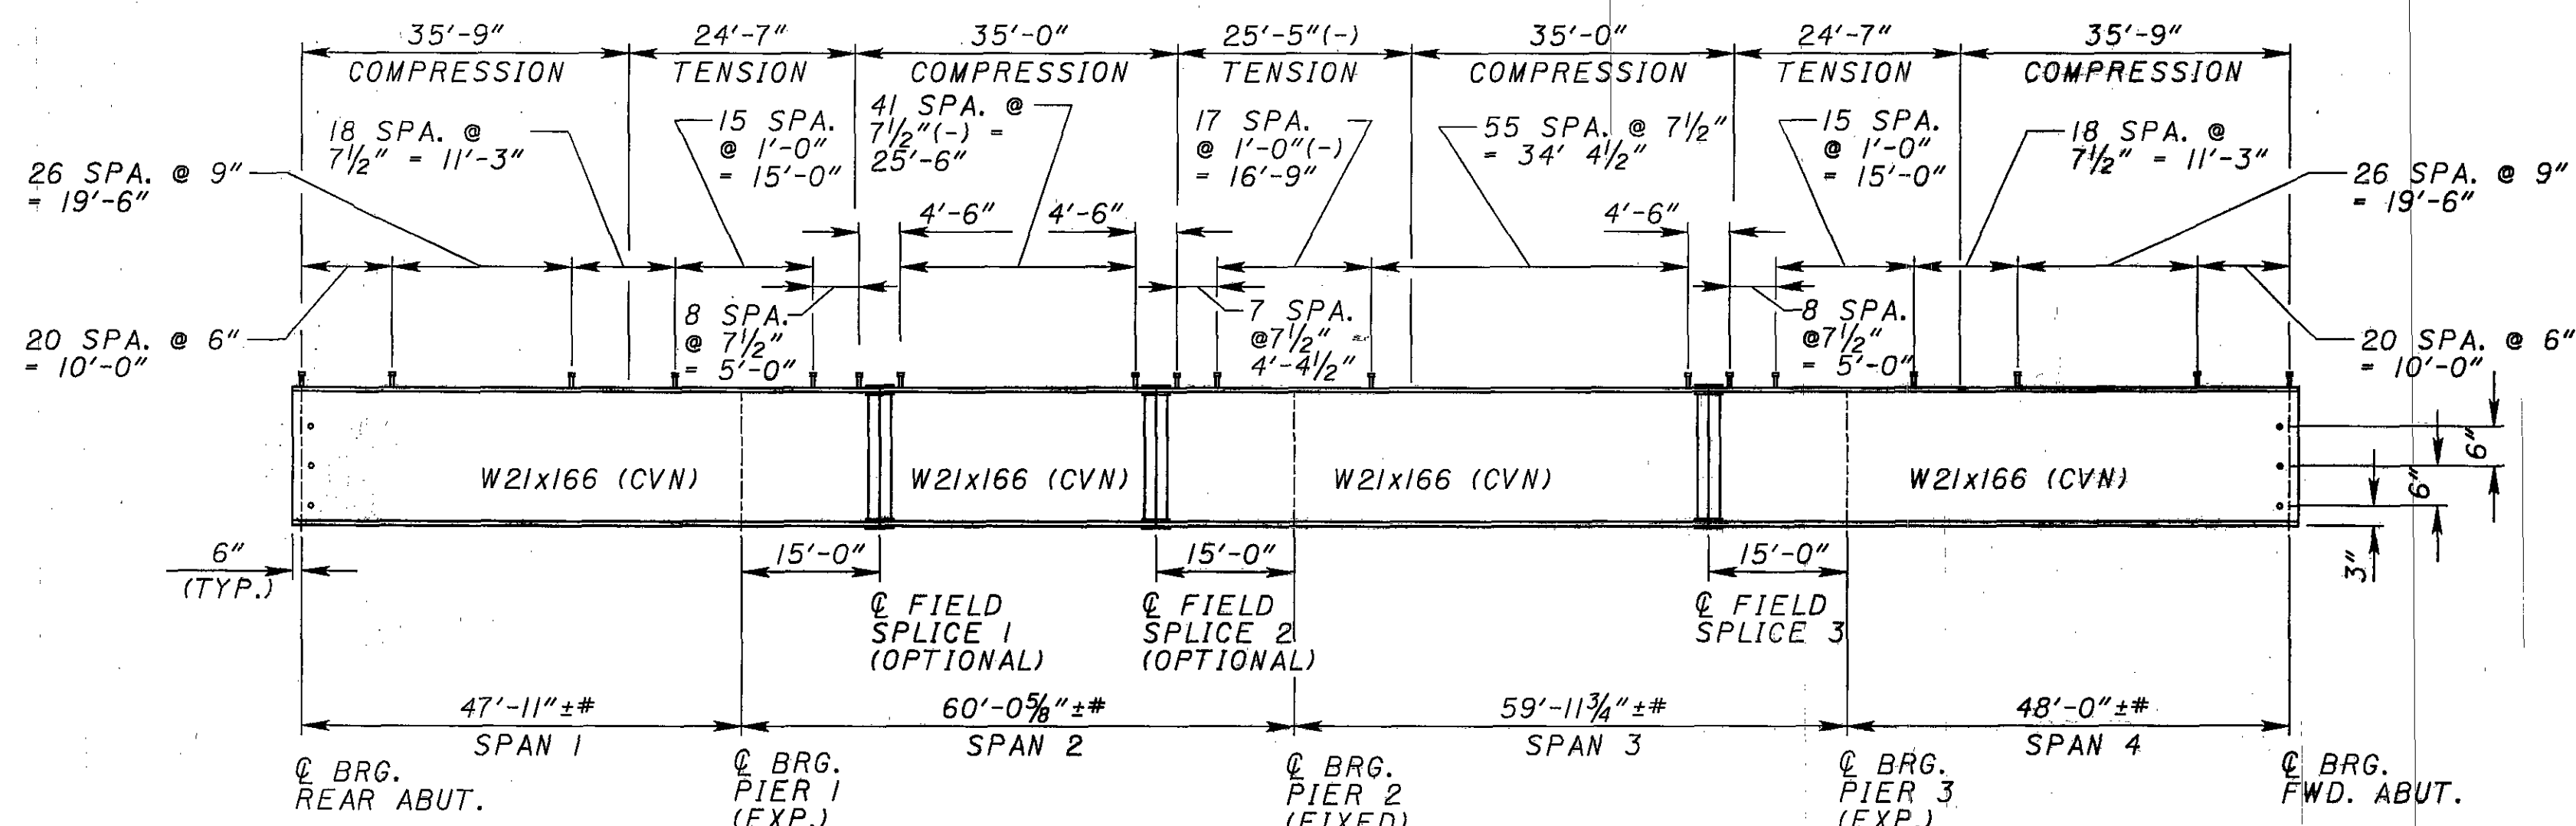 35'-9"
24'-7"
35'-0"
25'-5"(-)
35'-0"
24'-7"
35'-9"
COMPRESSION
TENSION
COMPRESSION
TENSION
COMPRESSION
TENSION
COMPRESSION
26 SPA. @ 9"
= 19'-6"
18 SPA. @
7½" = 11'-3"
15 SPA.
@ 1'-0"
= 15'-0"
41 SPA. @
7½"(-) =
25'-6"
17 SPA.
@ 1'-0"(-)
= 16'-9"
55 SPA. @ 7½"
= 34' 4½"
15 SPA.
@ 1'-0"
= 15'-0"
18 SPA. @
7½" = 11'-3"
26 SPA. @ 9"
= 19'-6"
4'-6"
4'-6"
4'-6"
20 SPA. @ 6"
= 10'-0"
8 SPA.
@ 7½"
= 5'-0"
7 SPA.
@7½" =
4'-4½"
8 SPA.
@7½"
= 5'-0"
20 SPA. @ 6"
= 10'-0"
W21x166 (CVN)
W21x166 (CVN)
W21x166 (CVN)
W21x166 (CVN)
6"
6"
3"
6"
(TYP.)
15'-0"
15'-0"
15'-0"
℄ FIELD
SPLICE 1
(OPTIONAL)
℄ FIELD
SPLICE 2
(OPTIONAL)
℄ FIELD
SPLICE 3
47'-11"±#
60'-0⅝"±#
59'-11¾"±#
48'-0"±#
SPAN 1
SPAN 2
SPAN 3
SPAN 4
℄ BRG.
REAR ABUT.
℄ BRG.
PIER 1
(EXP.)
℄ BRG.
PIER 2
(FIXED)
℄ BRG.
PIER 3
(EXP.)
℄ BRG.
FWD. ABUT.